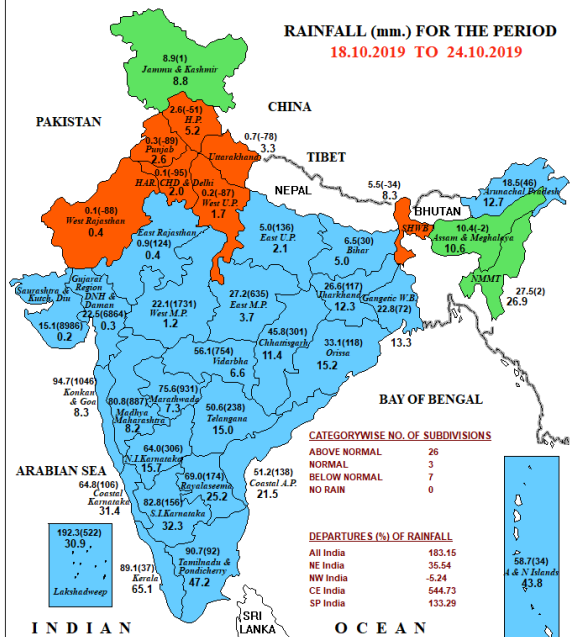 RAINFALL (mm.) FOR THE PERIOD
18.10.2019 TO 24.10.2019
8.9(1)
Jammu & Kashmir
8.8
CHINA
PAKISTAN
2.6(-51)
H.P.
5.2
0.3(-89)
Punjab
2.6
0.7(-78)
Uttarakhand
3.3
TIBET
0.1(-95)
HAR. CHD & Delhi
2.0
0.2(-87)
West U.P.
1.7
NEPAL
5.5(-34)
8.3
SHWB
BHUTAN
18.5(46)
Arunachal Pradesh
12.7
0.1(-88)
West Rajasthan
0.4
East Rajasthan
0.9(124)
0.4
5.0(136)
East U.P.
2.1
6.5(30)
Bihar
5.0
10.4(-2)
Assam & Meghalaya
10.6
NMMT
27.5(2)
26.9
Saurashtra &
Kutch, Diu
15.1(8986)
0.2
Gujarat
Region
DNH &
Daman
22.5(6864)
0.3
22.1(1731)
West M.P.
1.2
27.2(635)
East M.P.
3.7
26.6(117)
Jharkhand
12.3
Gangetic W.B.
22.8(72)
13.3
56.1(754)
Vidarbha
6.6
45.8(301)
Chhattisgarh
11.4
33.1(118)
Orissa
15.2
94.7(1046
Konkan
& Goa
8.3
80.8(887)
Madhya
Maharashtra
8.2
75.6(931)
Marathwada
7.3
50.6(238)
Telangana
15.0
BAY OF BENGAL
64.0(306)
N.I.Karnataka
15.7
ARABIAN SEA
64.8(106)
Coastal
Karnataka
31.4
69.0(174)
Rayalaseema
25.2
51.2(138)
Coastal A.P.
21.5
82.8(156)
S.I.Karnataka
32.3
CATEGORYWISE NO. OF SUBDIVISIONS
ABOVE NORMAL 26
NORMAL 3
BELOW NORMAL 7
NO RAIN 0
192.3(522)
30.9
Lakshadweep
89.1(37)
Kerala
65.1
90.7(92)
Tamilnadu &
Pondicherry
47.2
DEPARTURES (%) OF RAINFALL
All India 183.15
NE India 35.54
NW India -5.24
CE India 544.73
SP India 133.29
58.7(34)
A & N Islands
43.8
SRI
LANKA
INDIAN OCEAN